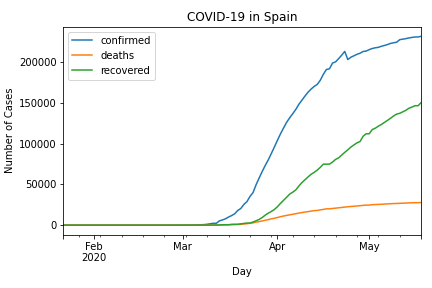 COVID-19 in Spain
confirmed
deaths
recovered
Number of Cases
200000
150000
100000
50000
0
Feb
2020
Mar
Apr
May
Day